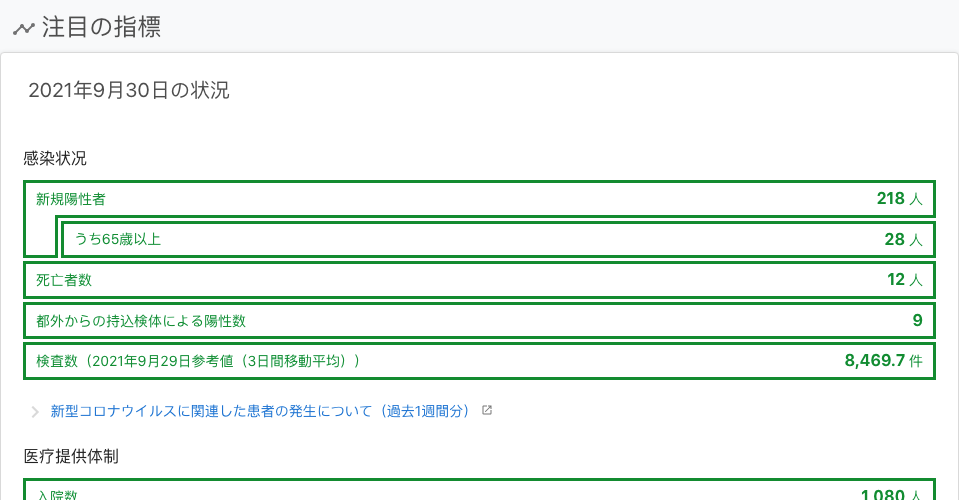 注目の指標
2021年9月30日の状況
感染状況
新規陽性者 218 人
うち65歳以上 28 人
死亡者数 12 人
都外からの持込検体による陽性数 9
検査数（2021年9月29日参考値（3日間移動平均）） 8,469.7 件
新型コロナウイルスに関連した患者の発生について（過去1週間分）
医疗提供体制
入院数 1,080 人